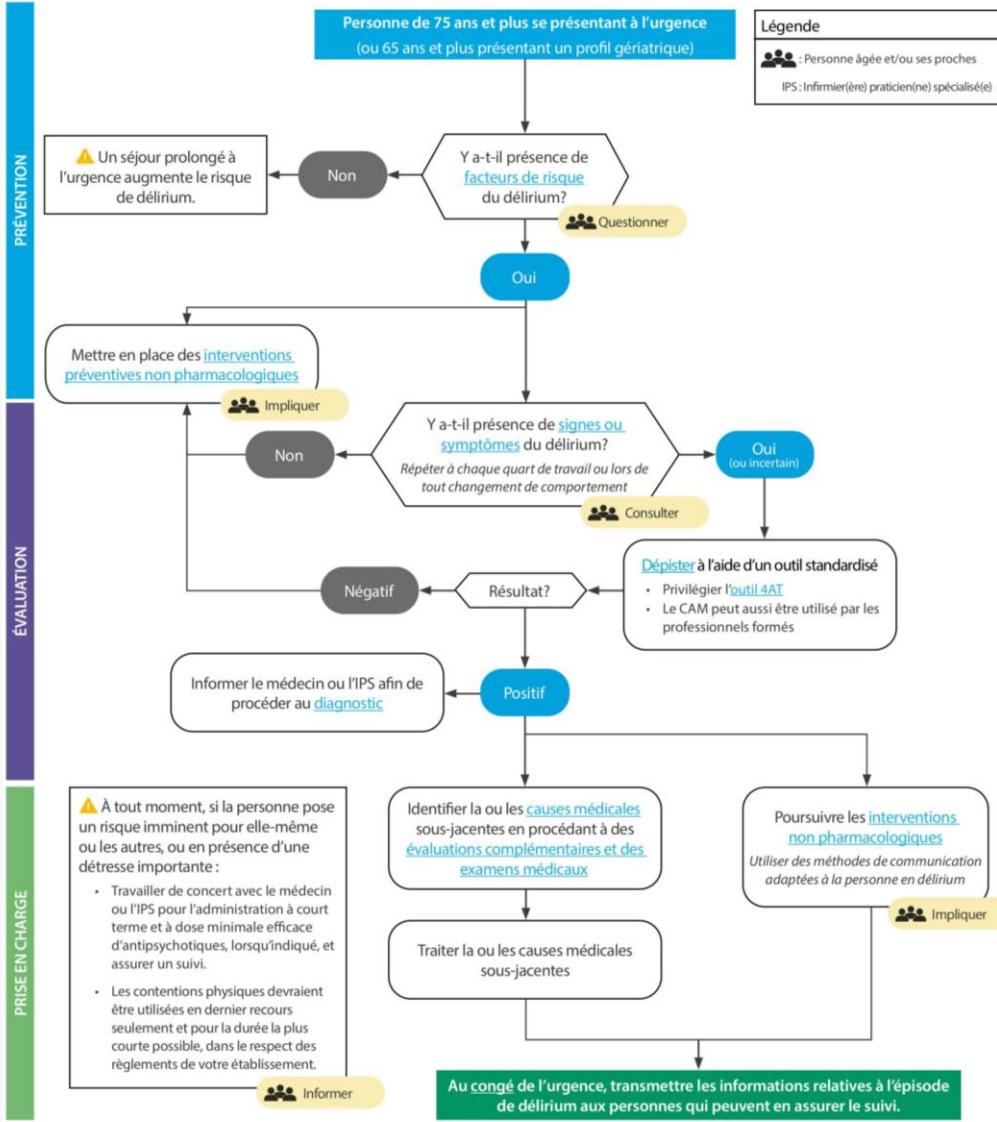 Personne de 75 ans et plus se présentant à l'urgence
(ou 65 ans et plus présentant un profil gériatrique)
Légende
: Personne âgée et/ou ses proches
IPS : Infirmier(ère) praticien(ne) spécialisé(e)
PRÉVENTION
Un séjour prolongé à
l'urgence augmente le risque
de délirium.
Non
Y a-t-il présence de
facteurs de risque
du délirium?
Questionner
Oui
Mettre en place des interventions
préventives non pharmacologiques
Impliquer
ÉVALUATION
Non
Y a-t-il présence de signes ou
symptômes du délirium?
Répéter à chaque quart de travail ou lors de
tout changement de comportement
Consulter
Oui
(ou incertain)
Dépister à l'aide d'un outil standardisé
• Privilégier l'outil 4AT
• Le CAM peut aussi être utilisé par les
professionnels formés
Résultat?
Négatif
Positif
Informer le médecin ou l'IPS afin de
procéder au diagnostic
PRISE EN CHARGE
À tout moment, si la personne pose
un risque imminent pour elle-même
ou les autres, ou en présence d'une
détresse importante :
• Travailler de concert avec le médecin
ou l'IPS pour l'administration à court
terme et à dose minimale efficace
d'antipsychotiques, lorsqu'indiqué, et
assurer un suivi.
• Les contentions physiques devraient
être utilisées en dernier recours
seulement et pour la durée la plus
courte possible, dans le respect des
règlements de votre établissement.
Informer
Identifier la ou les causes médicales
sous-jacentes en procédant à des
évaluations complémentaires et des
examens médicaux
Traiter la ou les causes médicales
sous-jacentes
Poursuivre les interventions
non pharmacologiques
Utiliser des méthodes de communication
adaptées à la personne en délirium
Impliquer
Au congé de l'urgence, transmettre les informations relatives à l'épisode
de délirium aux personnes qui peuvent en assurer le suivi.